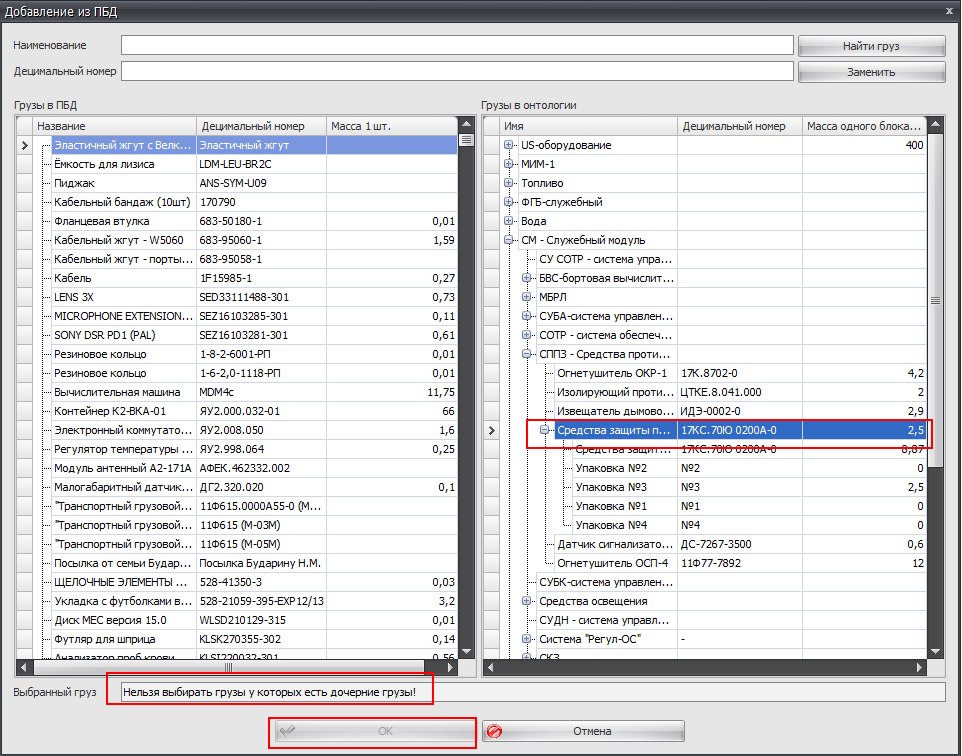 Добавление из ПБД x
Наименование Найти груз
Децимальный номер Заменить
Грузы в ПБД
Название Децимальный номер Масса 1 шт.
Эластичный жгут с Велк... Эластичный жгут
Ёмкость для лизиса LDM-LEU-BR2C
Пиджак ANS-SYM-U09
Кабельный бандаж (10шт) 170790
Фланцевая втулка 683-50180-1 0,01
Кабельный жгут - W5060 683-95060-1 1,59
Кабельный жгут - порты... 683-95058-1
Кабель 1F15985-1 0,27
LENS 3X SED33111488-301 0,73
MICROPHONE EXTENSION... SEZ16103285-301 0,11
SONY DSR PD1 (PAL) SEZ16103281-301 0,61
Резиновое кольцо 1-8-2-6001-РП 0,01
Резиновое кольцо 1-6-2,0-1118-РП 0,01
Вычислительная машина MDM4c 11,75
Контейнер К2-ВКА-01 ЯУ2.000.032-01 66
Электронный коммутато... ЯУ2.008.050 1,6
Регулятор температуры ... ЯУ2.998.064 0,25
Модуль антенный А2-171А АФЕК.462332.002
Малогабаритный датчик... ДГ2.320.020 0,1
"Транспортный грузовой... 11Ф615.0000А55-0 (М...
"Транспортный грузовой... 11Ф615 (М-03М)
"Транспортный грузовой... 11Ф615 (М-05М)
Посылка от семьи Будар... Посылка Бударину Н.М.
ЩЕЛОЧНЫЕ ЭЛЕМЕНТЫ ... 528-41350-3 0,03
Укладка с футболками в... 528-21059-395-EXP12/13 3,2
Диск МЕС версия 15.0 WLSD210129-315 0,01
Футляр для шприца KLSK270355-302 0,14
Анализатор проб крови KLSI220032-301 0,56
Грузы в онтологии
Имя Децимальный номер Масса одного блока...
US-оборудование 400
МИМ-1
Топливо
ФГБ-служебный
Вода
СМ - Служебный модуль
СУ СОТР - система упра...
БВС-бортовая вычислит...
МБРЛ
СУБА-система управлен...
СОТР - система обеспеч...
СППЗ - Средства проти...
Огнетушитель ОКР-1 17К.8702-0 4,2
Изолирующий проти... ЦТКЕ.8.041.000 2
Извещатель дымово... ИДЭ-0002-0 2,9
Средства защиты п... 17КС.70Ю 0200А-0 2,5
Средства защит... 17КС.70Ю 0200А-0 8,87
Упаковка №2 №2 0
Упаковка №3 №3 2,5
Упаковка №1 №1 0
Упаковка №4 №4 0
Датчик сигнализато... ДС-7267-3500 0,6
Огнетушитель ОСП-4 11Ф77-7892 12
СУБК-система управлен...
Средства освещения
СУДН - система управл...
Система "Регул-ОС" -
СКЗ
Выбранный груз Нельзя выбирать грузы у которых есть дочерние грузы!
ОК Отмена